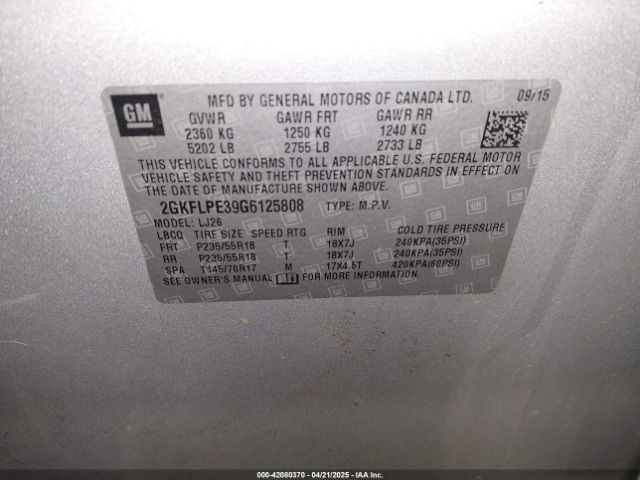 GM
MFD BY GENERAL MOTORS OF CANADA LTD. 09/15
GVWR GAWR FRT GAWR RR
2360 KG 1250 KG 1240 KG
5202 LB 2755 LB 2733 LB
THIS VEHICLE CONFORMS TO ALL APPLICABLE U.S. FEDERAL MOTOR
VEHICLE SAFETY AND THEFT PREVENTION STANDARDS IN EFFECT ON
THE DATE OF MANUFACTURE SHOWN ABOVE.
2GKFLPE39G6125808 TYPE: M.P.V.
MODEL: LJ26
LBCQ TIRE SIZE SPEED RTG RIM COLD TIRE PRESSURE
FRT P235/55R18 T 18X7J 240KPA(35PSI)
RR P235/55R18 T 18X7J 240KPA(35PSI)
SPA T145/70R17 M 17X4.5T 420KPA(60PSI)
SEE OWNER'S MANUAL FOR MORE INFORMATION.
000-42080370 - 04/21/2025 - IAAI.COM